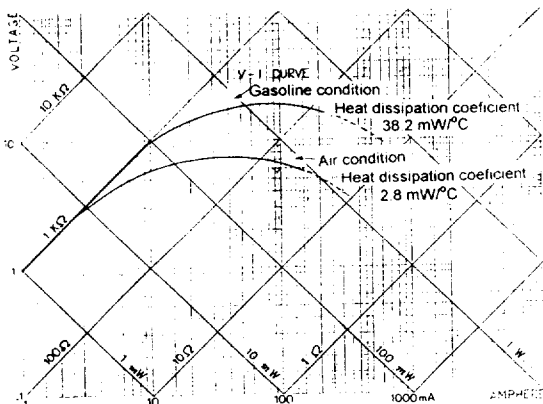 VOLTAGE
V-I CURVE
Gasoline condition
Heat dissipation coeficient
38.2 mW/°C
10 KΩ
10
Air condition
Heat dissipation coeficient
2.8 mW/°C
1 KΩ
1
100Ω
1 mW
10Ω
10 mW
1 Ω
100 mW
1 W
.1
1
10
100
1000mA
AMPHERE